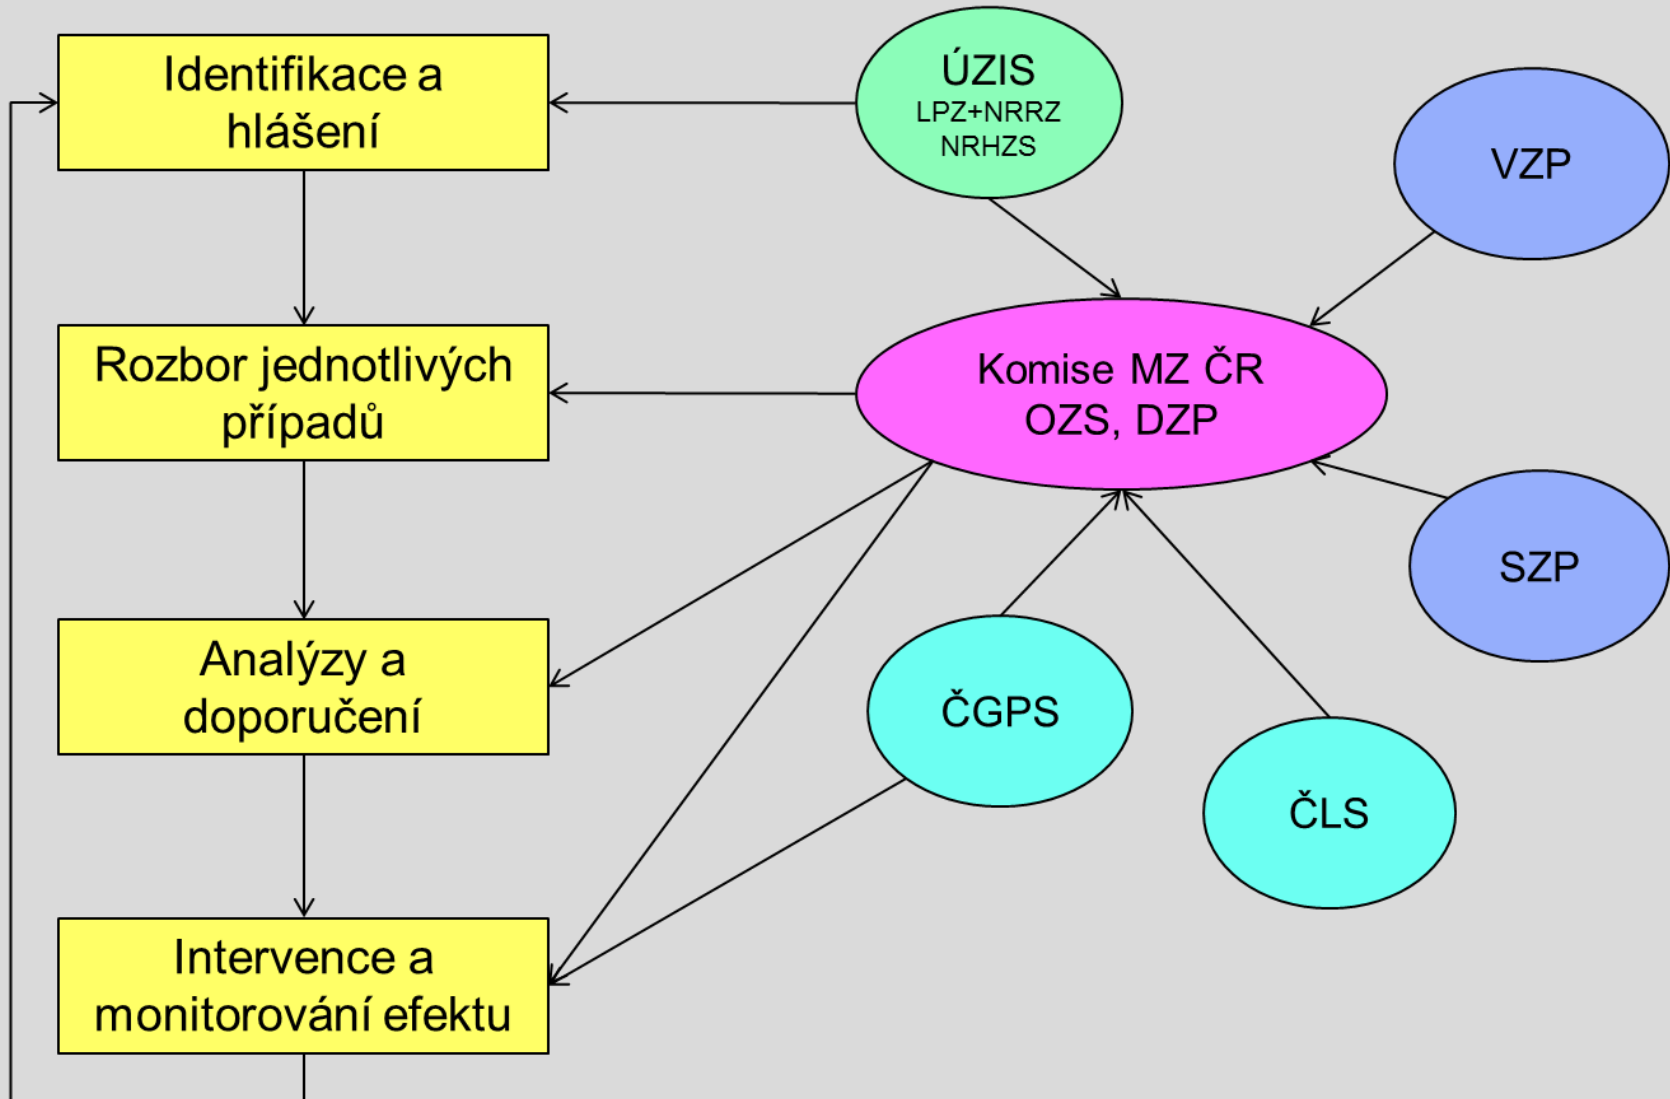 Identifikace a
hlášení
ÚZIS
LPZ+NRRZ
NRHZS
VZP
Rozbor jednotlivých
případů
Komise MZ ČR
OZS, DZP
SZP
Analýzy a
doporučení
ČGPS
ČLS
Intervence a
monitorování efektu